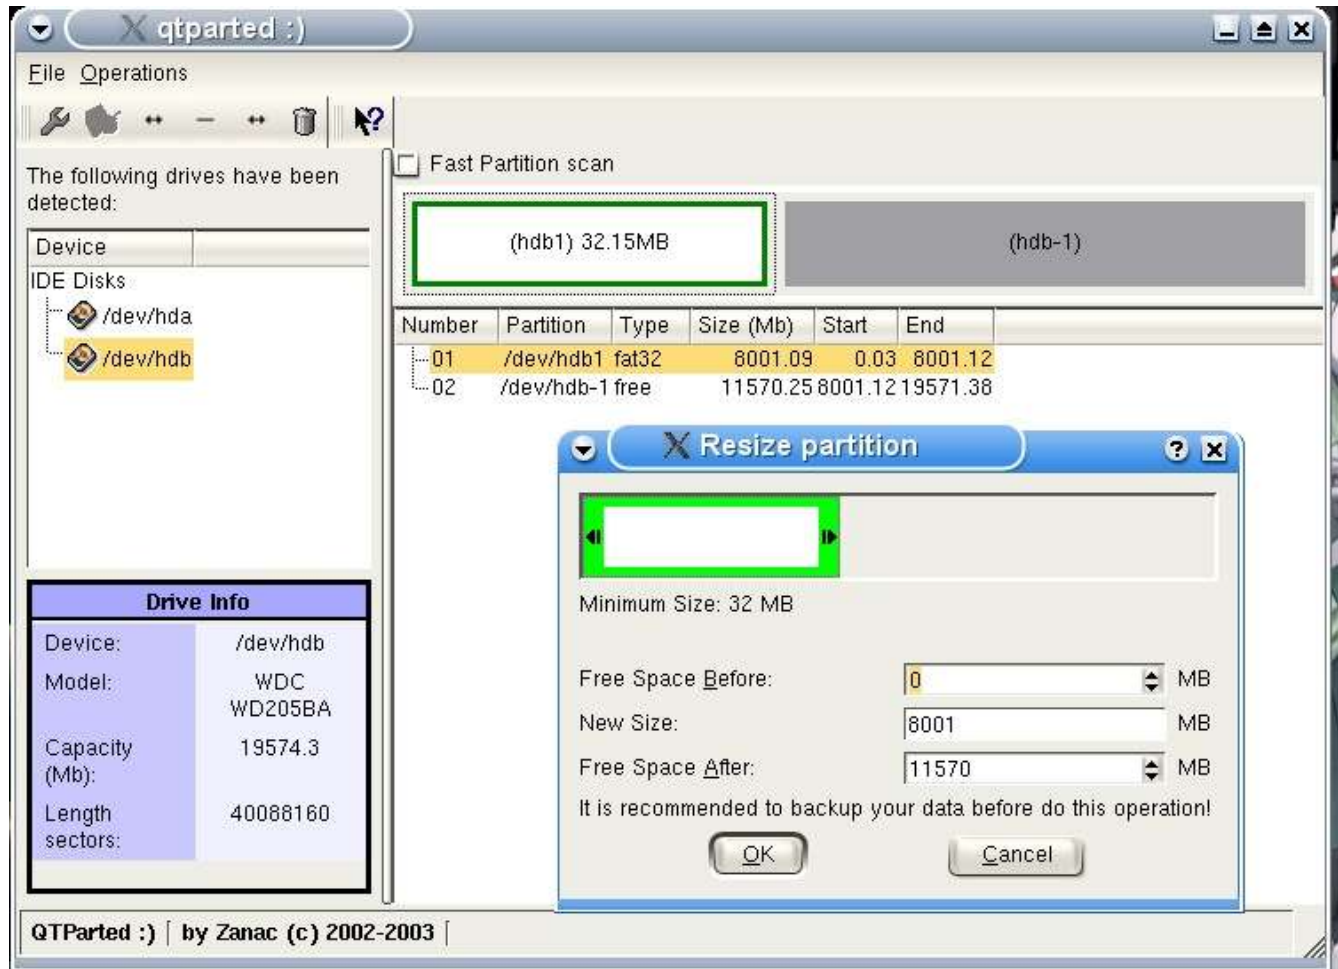 qtparted :)
File Operations
The following drives have been
detected:
Device
IDE Disks
/dev/hda
/dev/hdb
Drive Info
Device: /dev/hdb
Model: WDC
WD205BA
Capacity 19574.3
(Mb):
Length 40088160
sectors:
Fast Partition scan
(hdb1) 32.15MB (hdb-1)
Number Partition Type Size (Mb) Start End
01 /dev/hdb1 fat32 8001.09 0.03 8001.12
02 /dev/hdb-1 free 11570.25 8001.12 19571.38
Resize partition
Minimum Size: 32 MB
Free Space Before: 0 MB
New Size: 8001 MB
Free Space After: 11570 MB
It is recommended to backup your data before do this operation!
OK Cancel
QTParted :) by Zanac (c) 2002-2003